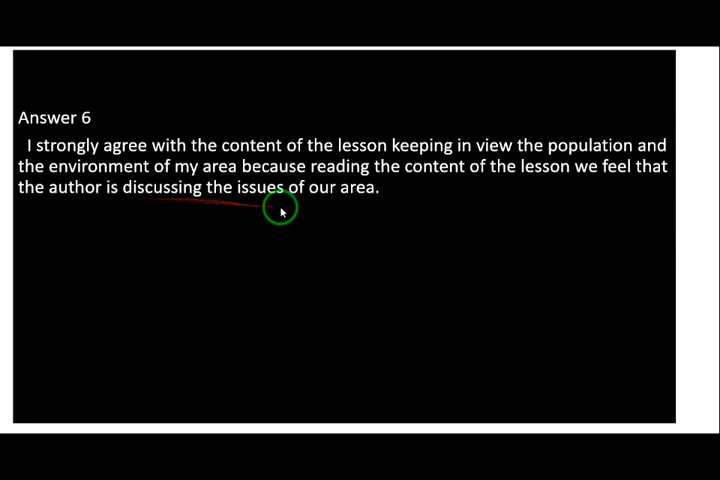 Answer 6
I strongly agree with the content of the lesson keeping in view the population and
the environment of my area because reading the content of the lesson we feel that
the author is discussing the issues of our area.